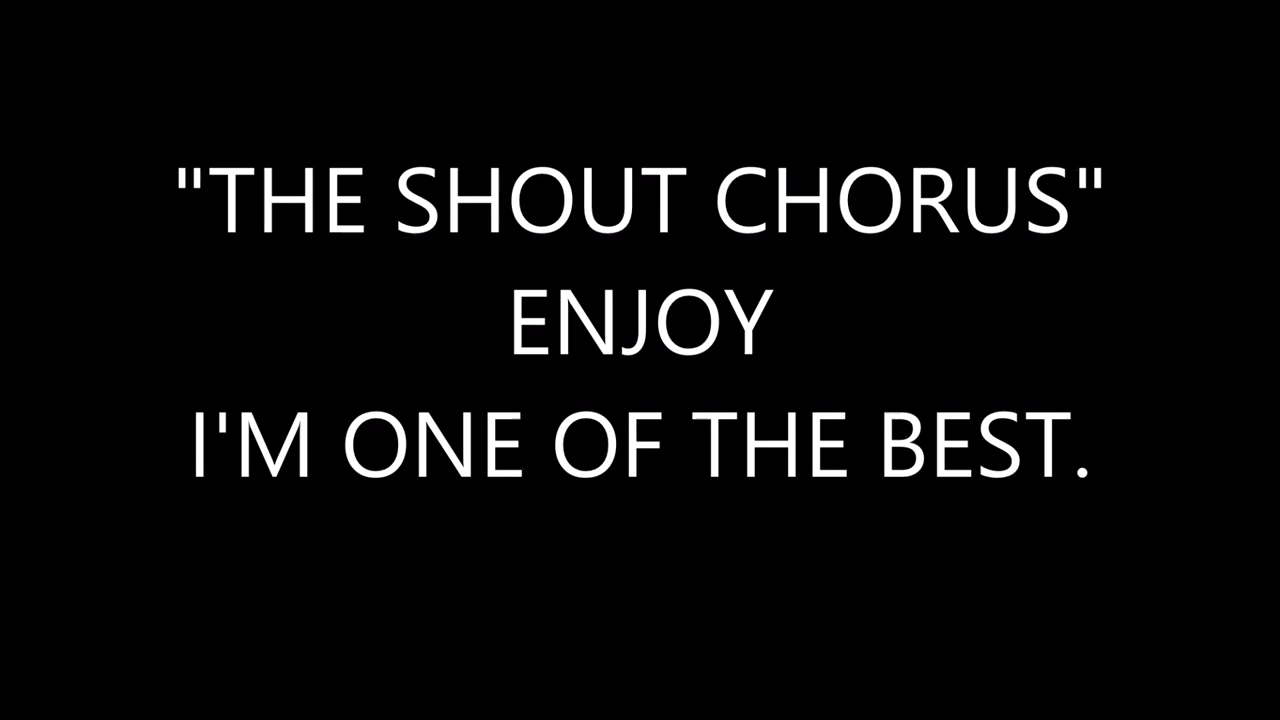 "THE SHOUT CHORUS"
ENJOY
I'M ONE OF THE BEST.